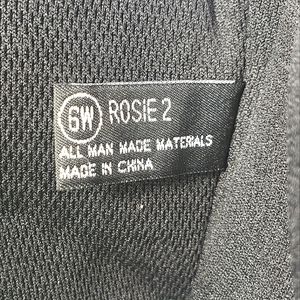 6W ROSIE 2
ALL MAN MADE MATERIALS
MADE IN CHINA